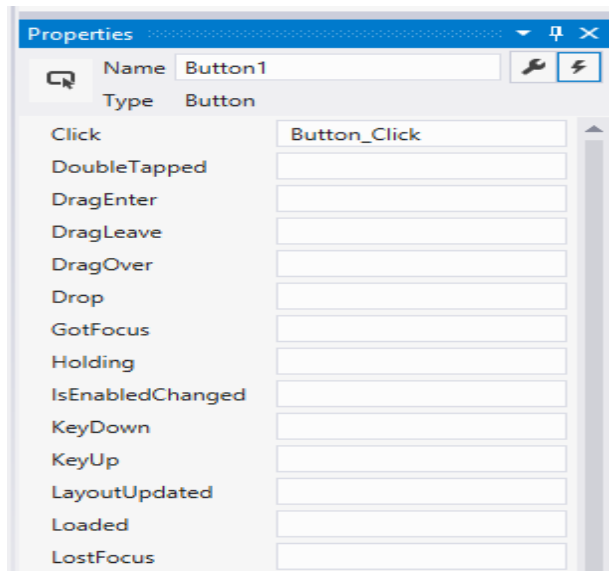 Properties
Name Button1
Type Button
Click Button_Click
DoubleTapped
DragEnter
DragLeave
DragOver
Drop
GotFocus
Holding
IsEnabledChanged
KeyDown
KeyUp
LayoutUpdated
Loaded
LostFocus